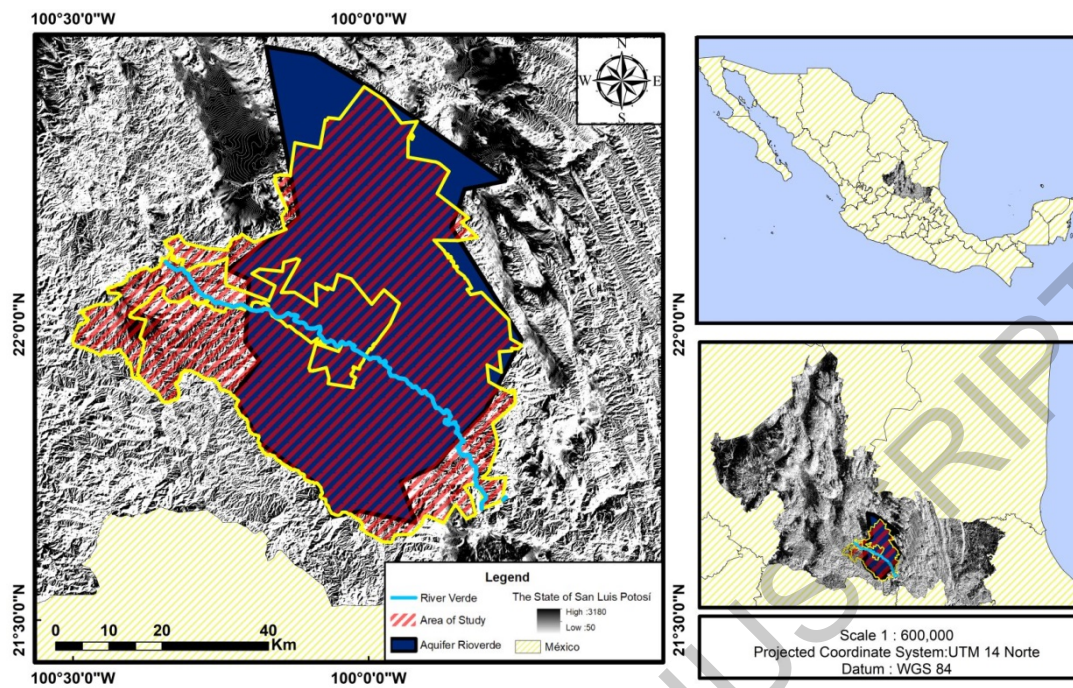 100°30'0"W
100°0'0"W
N
W
E
S
22°0'0"N
22°0'0"N
21°30'0"N
21°30'0"N
Legend
River Verde
The State of San Luis Potosí
Area of Study
High :3180
Low :50
Aquifer Rioverde
México
0
10
20
40
Km
100°30'0"W
100°0'0"W
Scale 1 : 600,000
Projected Coordinate System:UTM 14 Norte
Datum : WGS 84